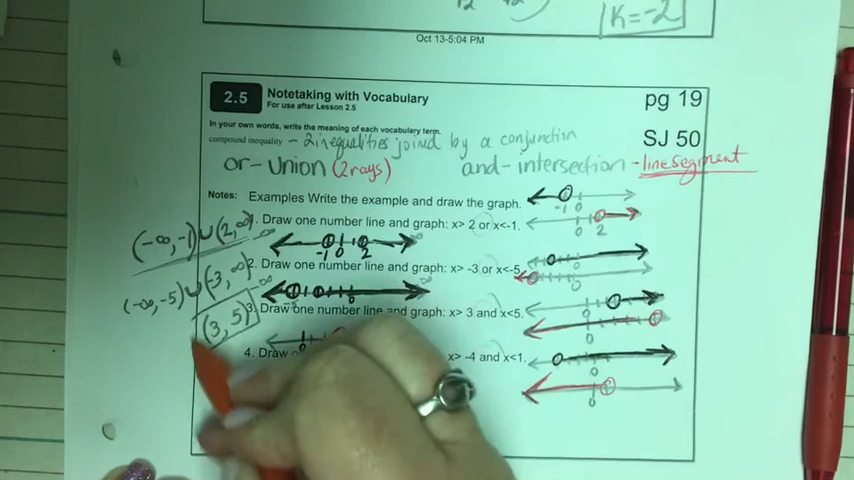 K=-2
Oct 13-5:04 PM
2.5 Notetaking with Vocabulary
For use after Lesson 2.5
pg 19
In your own words, write the meaning of each vocabulary term.
compound inequality - 2 inequalities joined by a conjunction
SJ 50
or - Union (2 rays) and - intersection - line segment
Notes: Examples Write the example and draw the graph.
-1 0
(-∞,-1)∪(2,∞) 1. Draw one number line and graph: x> 2 or x<-1.
0 2
-∞ -1 0 2 ∞
(-∞,-5)∪(-3,∞) 2. Draw one number line and graph: x> -3 or x<-5.
-∞ -5 0 ∞
(3,5) 3. Draw one number line and graph: x> 3 and x<5.
0
4. Draw x> -4 and x<1.
0
0